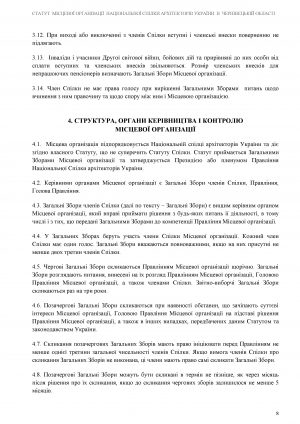 СТАТУТ МІСЦЕВОЇ ОРГАНІЗАЦІЇ НАЦІОНАЛЬНОЇ СПІЛКИ АРХІТЕКТОРІВ УКРАЇНИ В ЧЕРНІВЕЦЬКІЙ ОБЛАСТІ
3.12. При виході або виключенні з членів Спілки вступні і членські внески поверненню не
підлягають.
3.13. Інваліди і учасники Другої світової війни, бойових дій та прирівняні до них особи від
сплати вступних та членських внесків звільняються. Розмір членських внесків для
непрацюючих пенсіонерів визначають Загальні Збори Місцевої організації.
3.14. Член Спілки не має права голосу при вирішенні Загальними Зборами питань щодо
вчинення з ним правочину та щодо спору між ним і Місцевою організацією.
4. СТРУКТУРА, ОРГАНИ КЕРІВНИЦТВА І КОНТРОЛЮ
МІСЦЕВОЇ ОРГАНІЗАЦІЇ
4.1. Місцева організація підпорядковується Національній спілці архітекторів України та діє
згідно власного Статуту, що не суперечить Статуту Спілки. Статут приймається Загальними
Зборами Місцевої організації та затверджується Президією або пленумом Правління
Національної Спілки архітекторів України.
4.2. Керівними органами Місцевої організації є Загальні Збори членів Спілки, Правління,
Голова Правління.
4.3. Загальні Збори членів Спілки (далі по тексту – Загальні Збори) є вищим керівним органом
Місцевої організації, який вправі приймати рішення з будь-яких питань її діяльності, в тому
числі і з тих, що передані Загальними Зборами до компетенції Правління Місцевої організації.
4.4. У Загальних Зборах беруть участь члени Спілки Місцевої організації. Кожний член
Спілки має один голос. Загальні Збори вважаються повноважними, якщо на них присутні не
менше двох третин членів Спілки.
4.5. Чергові Загальні Збори скликаються Правлінням Місцевої організації щорічно. Загальні
Збори розглядають питання, винесені на їх розгляд Правлінням Місцевої організації, Головою
Правління Місцевої організації, а також членами Спілки. Звітно-виборчі Загальні Збори
скликаються раз на три роки.
4.6. Позачергові Загальні Збори скликаються при наявності обставин, що зачіпають суттєві
інтереси Місцевої організації, Головою Правління Місцевої організації на підставі рішення
Правління Місцевої організації, а також в інших випадках, передбачених даним Статутом та
законодавством України.
4.7. Скликання позачергових Загальних Зборів мають право ініціювати перед Правлінням не
менше однієї третини загальної чисельності членів Спілки. Якщо вимога членів Спілки про
скликання Загальних Зборів не виконана, ці члени мають право самі скликати Загальні Збори.
4.8. Позачергові Загальні Збори можуть бути скликані в термін не пізніше, як через місяць
після рішення про їх скликання, якщо до скликання чергових зборів залишилося не менше 5
місяців.
8